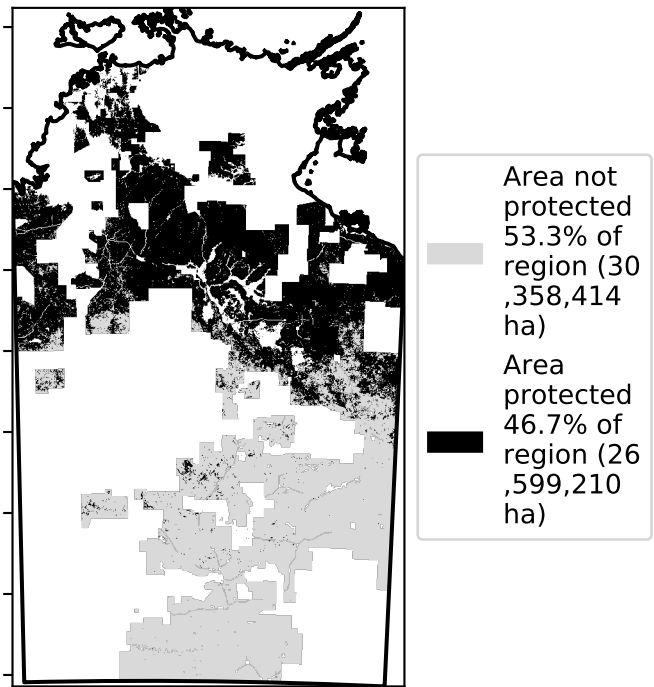 Area not
protected
53.3% of
region (30
,358,414
ha)
Area
protected
46.7% of
region (26
,599,210
ha)